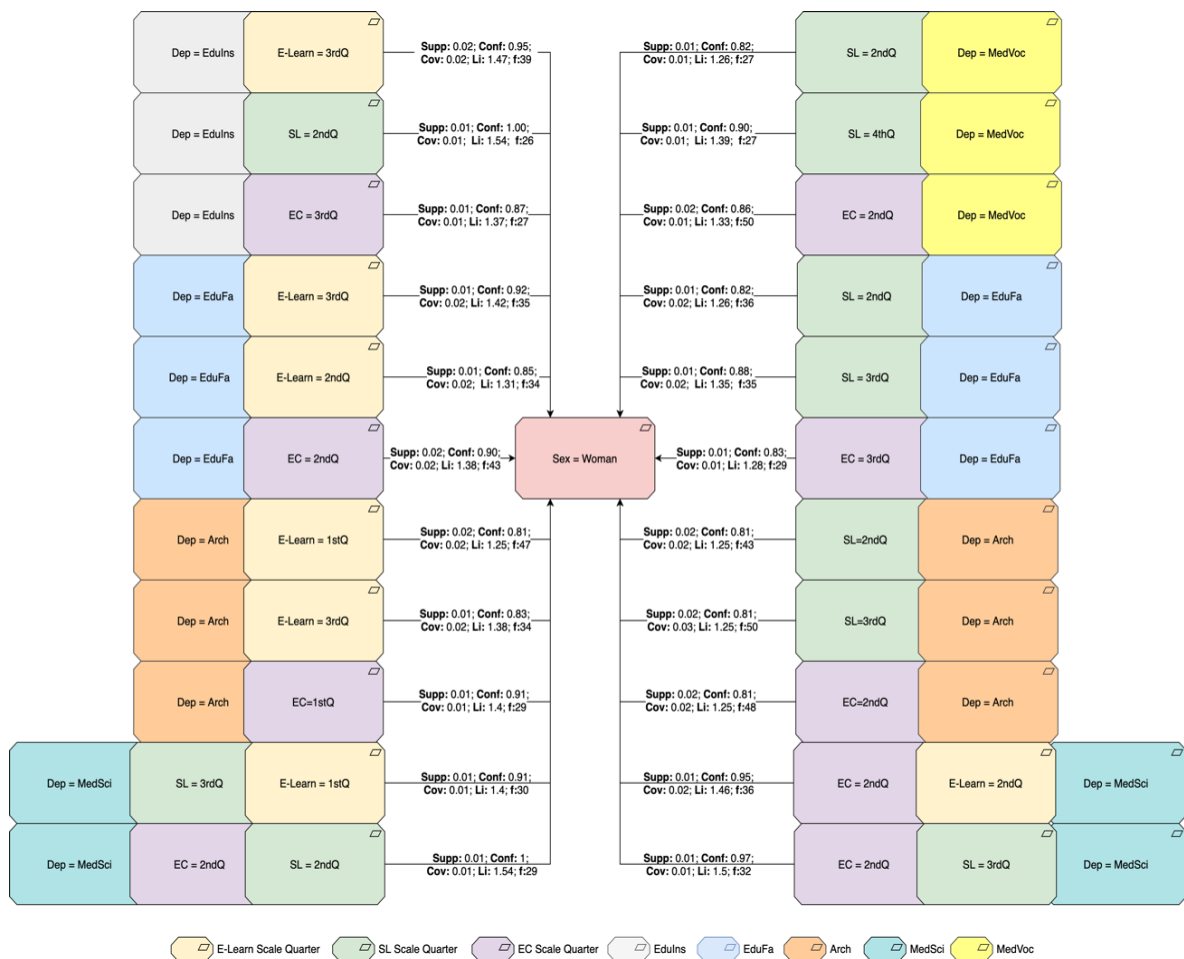 Dep = EduIns
E-Learn = 3rdQ
Supp: 0.02; Conf: 0.95;
Cov: 0.02; Li: 1.47; f:39
Supp: 0.01; Conf: 0.82;
Cov: 0.01; Li: 1.26; f:27
SL = 2ndQ
Dep = MedVoc
Dep = EduIns
SL = 2ndQ
Supp: 0.01; Conf: 1.00;
Cov: 0.01; Li: 1.54; f:26
Supp: 0.01; Conf: 0.90;
Cov: 0.01; Li: 1.39; f:27
SL = 4thQ
Dep = MedVoc
Dep = EduIns
EC = 3rdQ
Supp: 0.01; Conf: 0.87;
Cov: 0.01; Li: 1.37; f:27
Supp: 0.02; Conf: 0.86;
Cov: 0.01; Li: 1.33; f:50
EC = 2ndQ
Dep = MedVoc
Dep = EduFa
E-Learn = 3rdQ
Supp: 0.01; Conf: 0.92;
Cov: 0.02; Li: 1.42; f:35
Supp: 0.01; Conf: 0.82;
Cov: 0.02; Li: 1.26; f:36
SL = 2ndQ
Dep = EduFa
Dep = EduFa
E-Learn = 2ndQ
Supp: 0.01; Conf: 0.85;
Cov: 0.02; Li: 1.31; f:34
Supp: 0.01; Conf: 0.88;
Cov: 0.02; Li: 1.35; f:35
SL = 3rdQ
Dep = EduFa
Dep = EduFa
EC = 2ndQ
Supp: 0.02; Conf: 0.90;
Cov: 0.02; Li: 1.38; f:43
Sex = Woman
Supp: 0.01; Conf: 0.83;
Cov: 0.01; Li: 1.28; f:29
EC = 3rdQ
Dep = EduFa
Dep = Arch
E-Learn = 1stQ
Supp: 0.02; Conf: 0.81;
Cov: 0.02; Li: 1.25; f:47
Supp: 0.02; Conf: 0.81;
Cov: 0.02; Li: 1.25; f:43
SL=2ndQ
Dep = Arch
Dep = Arch
E-Learn = 3rdQ
Supp: 0.01; Conf: 0.83;
Cov: 0.02; Li: 1.38; f:34
Supp: 0.02; Conf: 0.81;
Cov: 0.03; Li: 1.25; f:50
SL=3rdQ
Dep = Arch
Dep = Arch
EC=1stQ
Supp: 0.01; Conf: 0.91;
Cov: 0.01; Li: 1.4; f:29
Supp: 0.02; Conf: 0.81;
Cov: 0.02; Li: 1.25; f:48
EC=2ndQ
Dep = Arch
Dep = MedSci
SL = 3rdQ
E-Learn = 1stQ
Supp: 0.01; Conf: 0.91;
Cov: 0.01; Li: 1.4; f:30
Supp: 0.01; Conf: 0.95;
Cov: 0.02; Li: 1.46; f:36
EC = 2ndQ
E-Learn = 2ndQ
Dep = MedSci
Dep = MedSci
EC = 2ndQ
SL = 2ndQ
Supp: 0.01; Conf: 1;
Cov: 0.01; Li: 1.54; f:29
Supp: 0.01; Conf: 0.97;
Cov: 0.01; Li: 1.5; f:32
EC = 2ndQ
SL = 3rdQ
Dep = MedSci
E-Learn Scale Quarter
SL Scale Quarter
EC Scale Quarter
EduIns
EduFa
Arch
MedSci
MedVoc